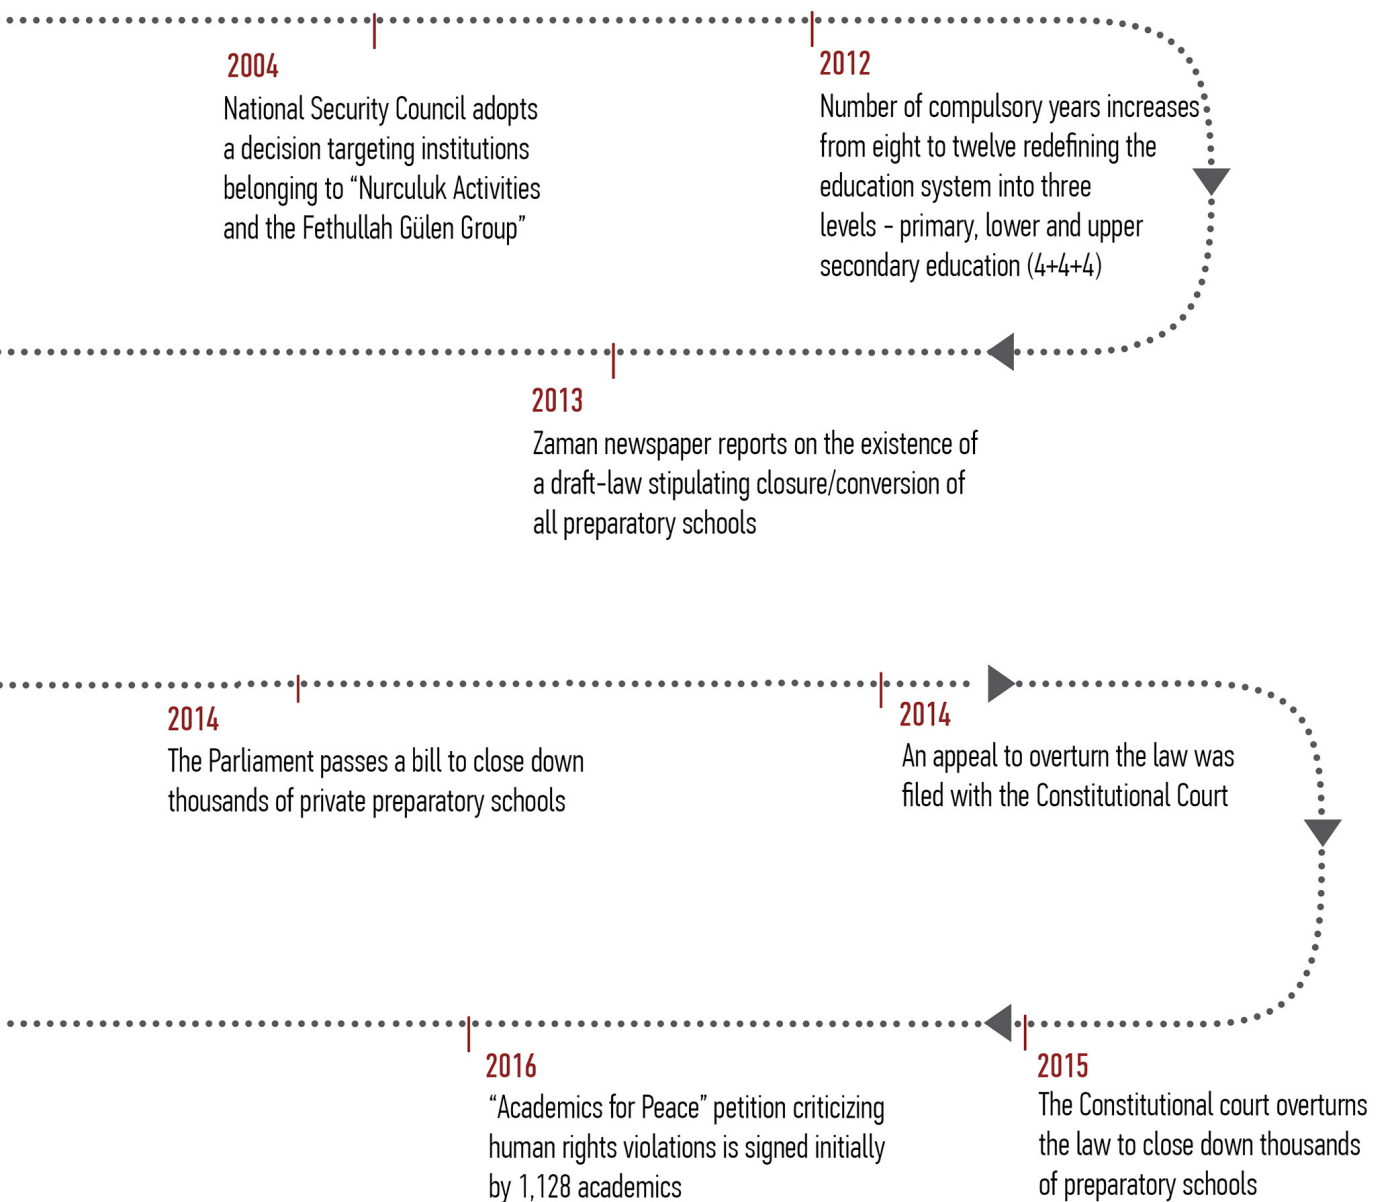 2004
National Security Council adopts
a decision targeting institutions
belonging to “Nurculuk Activities
and the Fethullah Gülen Group”
2012
Number of compulsory years increases
from eight to twelve redefining the
education system into three
levels - primary, lower and upper
secondary education (4+4+4)
2013
Zaman newspaper reports on the existence of
a draft-law stipulating closure/conversion of
all preparatory schools
2014
The Parliament passes a bill to close down
thousands of private preparatory schools
2014
An appeal to overturn the law was
filed with the Constitutional Court
2015
The Constitutional court overturns
the law to close down thousands
of preparatory schools
2016
“Academics for Peace” petition criticizing
human rights violations is signed initially
by 1,128 academics